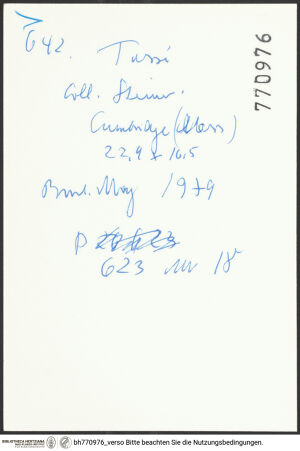 642. Tassi
770976
Coll. Steiner.
Cambridge (Mass)
22,9 x 16,5
Burl. May 1979
P
623 nr 18
BIBLIOTHECA HERTZIANA
bh770976_verso Bitte beachten Sie die Nutzungsbedingungen.